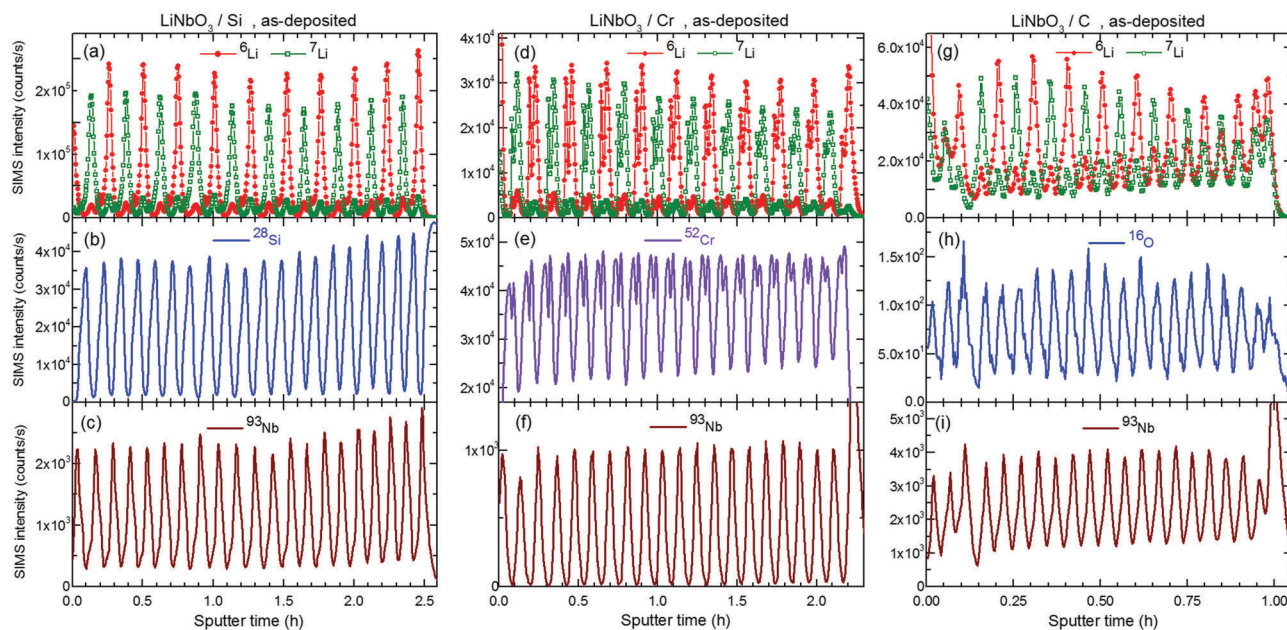 LiNbO3 / Si , as-deposited
(a) 6Li 7Li
SIMS intensity (counts/s)
2x10^5
1x10^5
0
(b) 28Si
SIMS intensity (counts/s)
4x10^4
2x10^4
0
(c) 93Nb
SIMS intensity (counts/s)
2x10^3
1x10^3
0
0.0 0.5 1.0 1.5 2.0 2.5
Sputter time (h)
LiNbO3 / Cr , as-deposited
(d) 6Li 7Li
4x10^4
3x10^4
2x10^4
1x10^4
0
(e) 52Cr
5x10^4
4x10^4
3x10^4
2x10^4
(f) 93Nb
1x10^3
0
0.0 0.5 1.0 1.5 2.0
Sputter time (h)
LiNbO3 / C , as-deposited
(g) 6Li 7Li
6.0x10^4
4.0x10^4
2.0x10^4
0.0
(h) 16O
1.5x10^2
1.0x10^2
5.0x10^1
0.0
(i) 93Nb
5x10^3
4x10^3
3x10^3
2x10^3
1x10^3
0
0.00 0.25 0.50 0.75 1.00
Sputter time (h)